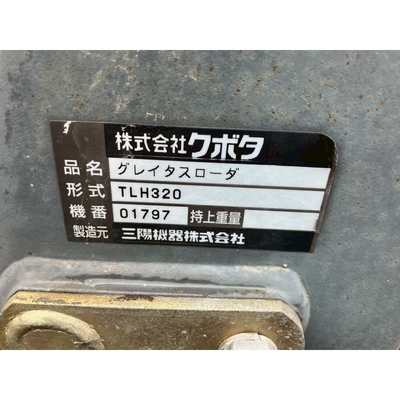 株式会社クボタ
品名 グレイタスローダ
形式 TLH320
機番 01797 持上重量
製造元 三陽機器株式会社